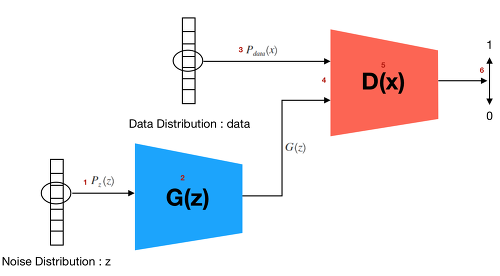 1
3 P_data(x)
5
6
4
D(x)
0
Data Distribution : data
G(z)
1 P_z(z)
2
G(z)
Noise Distribution : z